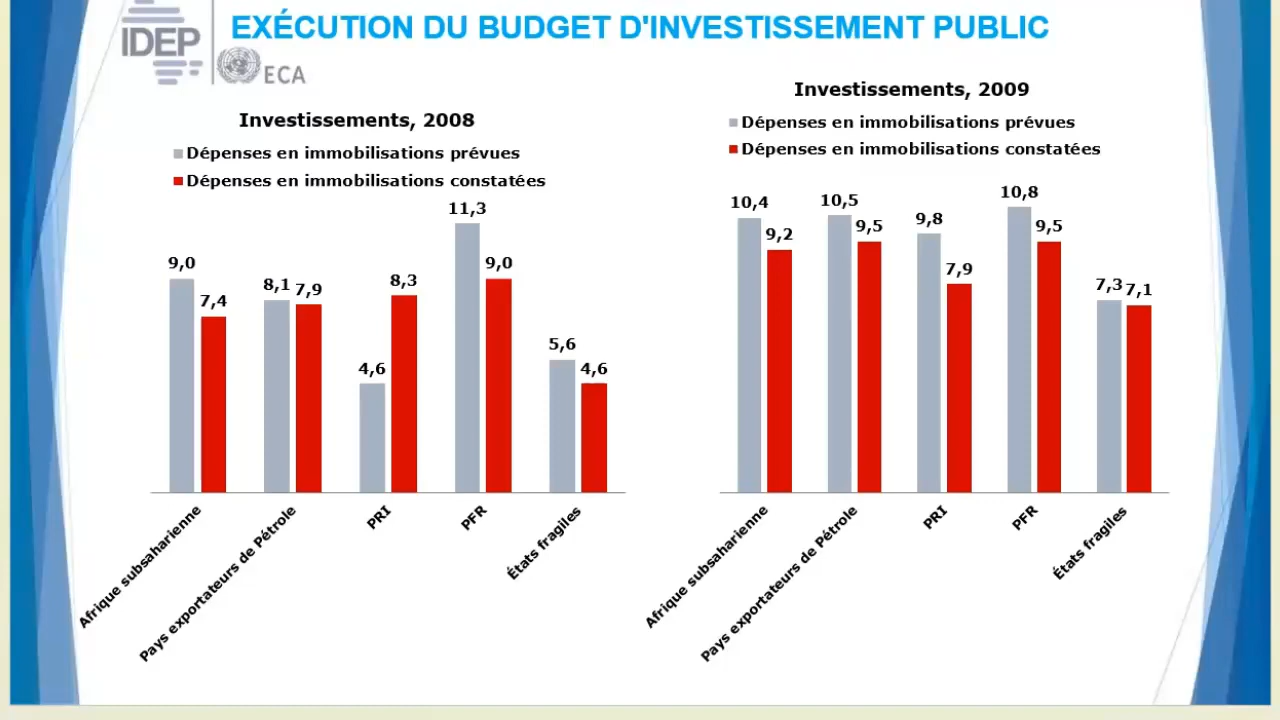 EXÉCUTION DU BUDGET D'INVESTISSEMENT PUBLIC
IDEP
ECA
Investissements, 2008
Dépenses en immobilisations prévues
Dépenses en immobilisations constatées
9,0
7,4
8,1
7,9
4,6
8,3
11,3
9,0
5,6
4,6
Afrique subsaharienne
Pays exportateurs de Pétrole
PRI
PFR
États fragiles
Investissements, 2009
Dépenses en immobilisations prévues
Dépenses en immobilisations constatées
10,4
9,2
10,5
9,5
9,8
7,9
10,8
9,5
7,3
7,1
Afrique subsaharienne
Pays exportateurs de Pétrole
PRI
PFR
États fragiles